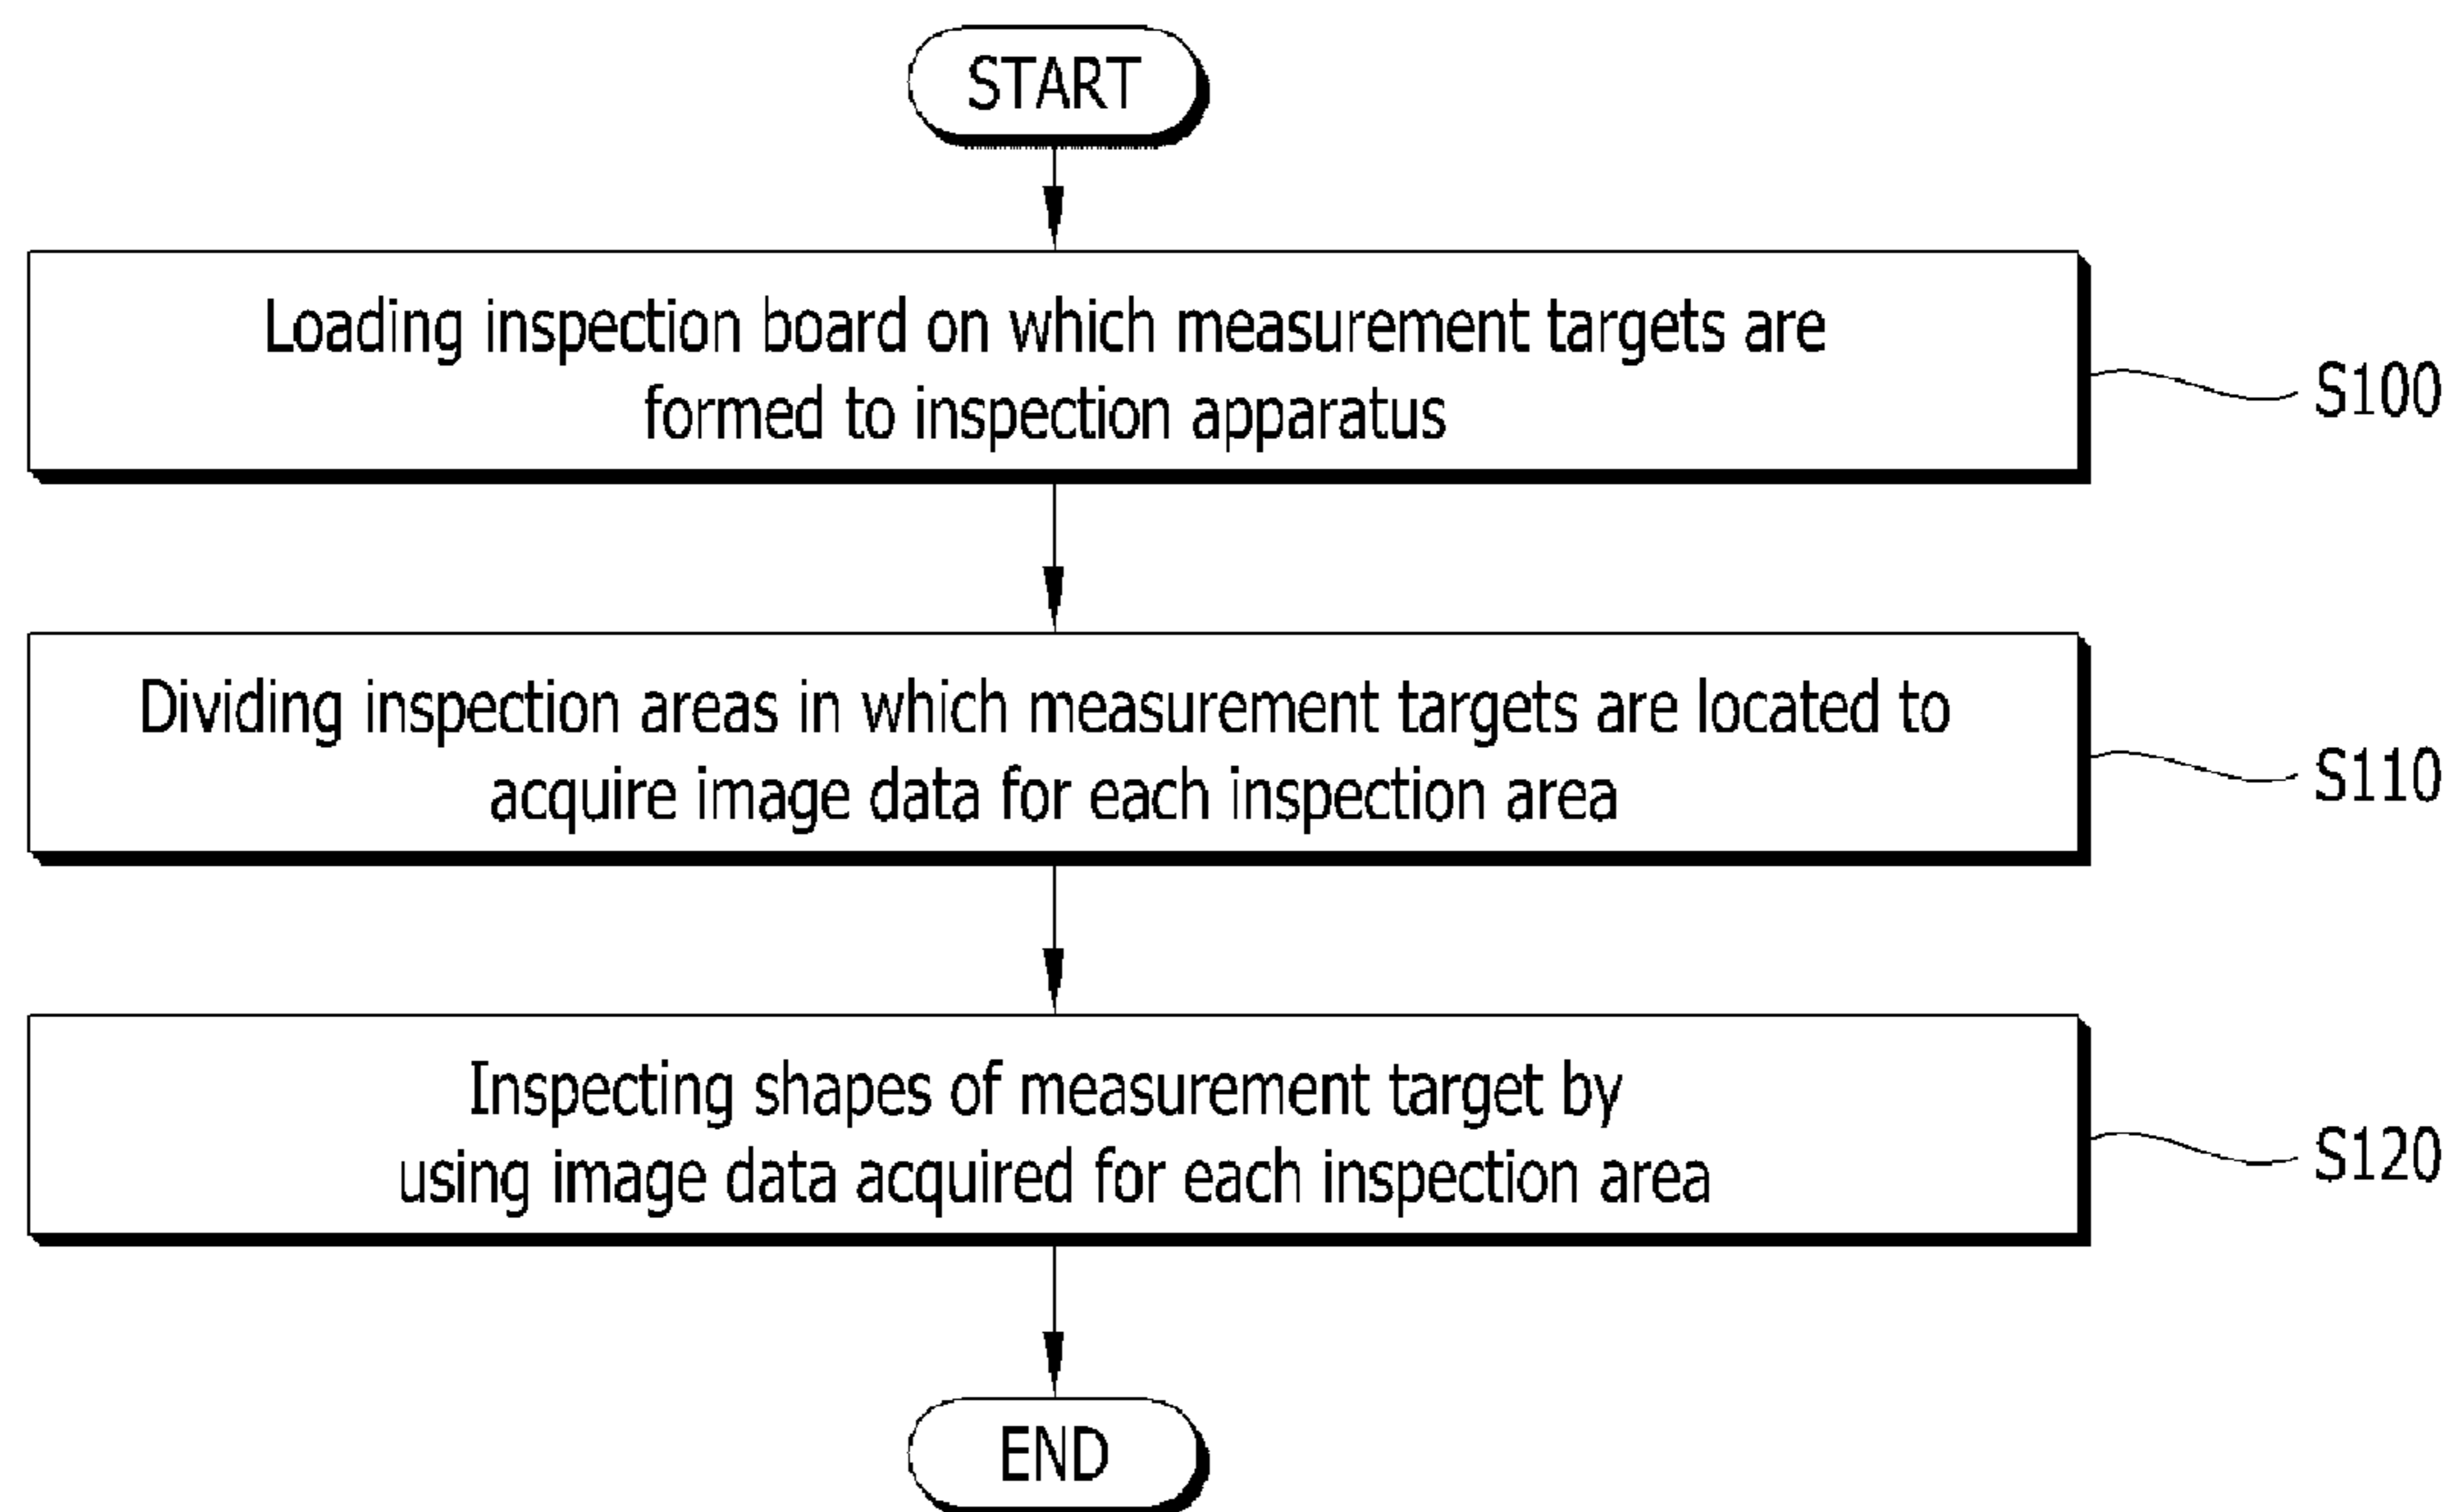 START
Loading inspection board on which measurement targets are
formed to inspection apparatus
S100
Dividing inspection areas in which measurement targets are located to
acquire image data for each inspection area
S110
Inspecting shapes of measurement target by
using image data acquired for each inspection area
S120
END